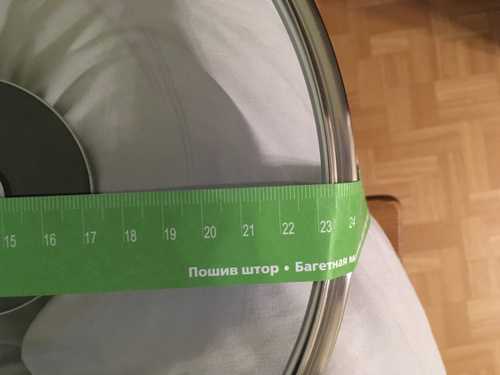 15 16 17 18 19 20 21 22 23 24
Пошив штор • Багетная